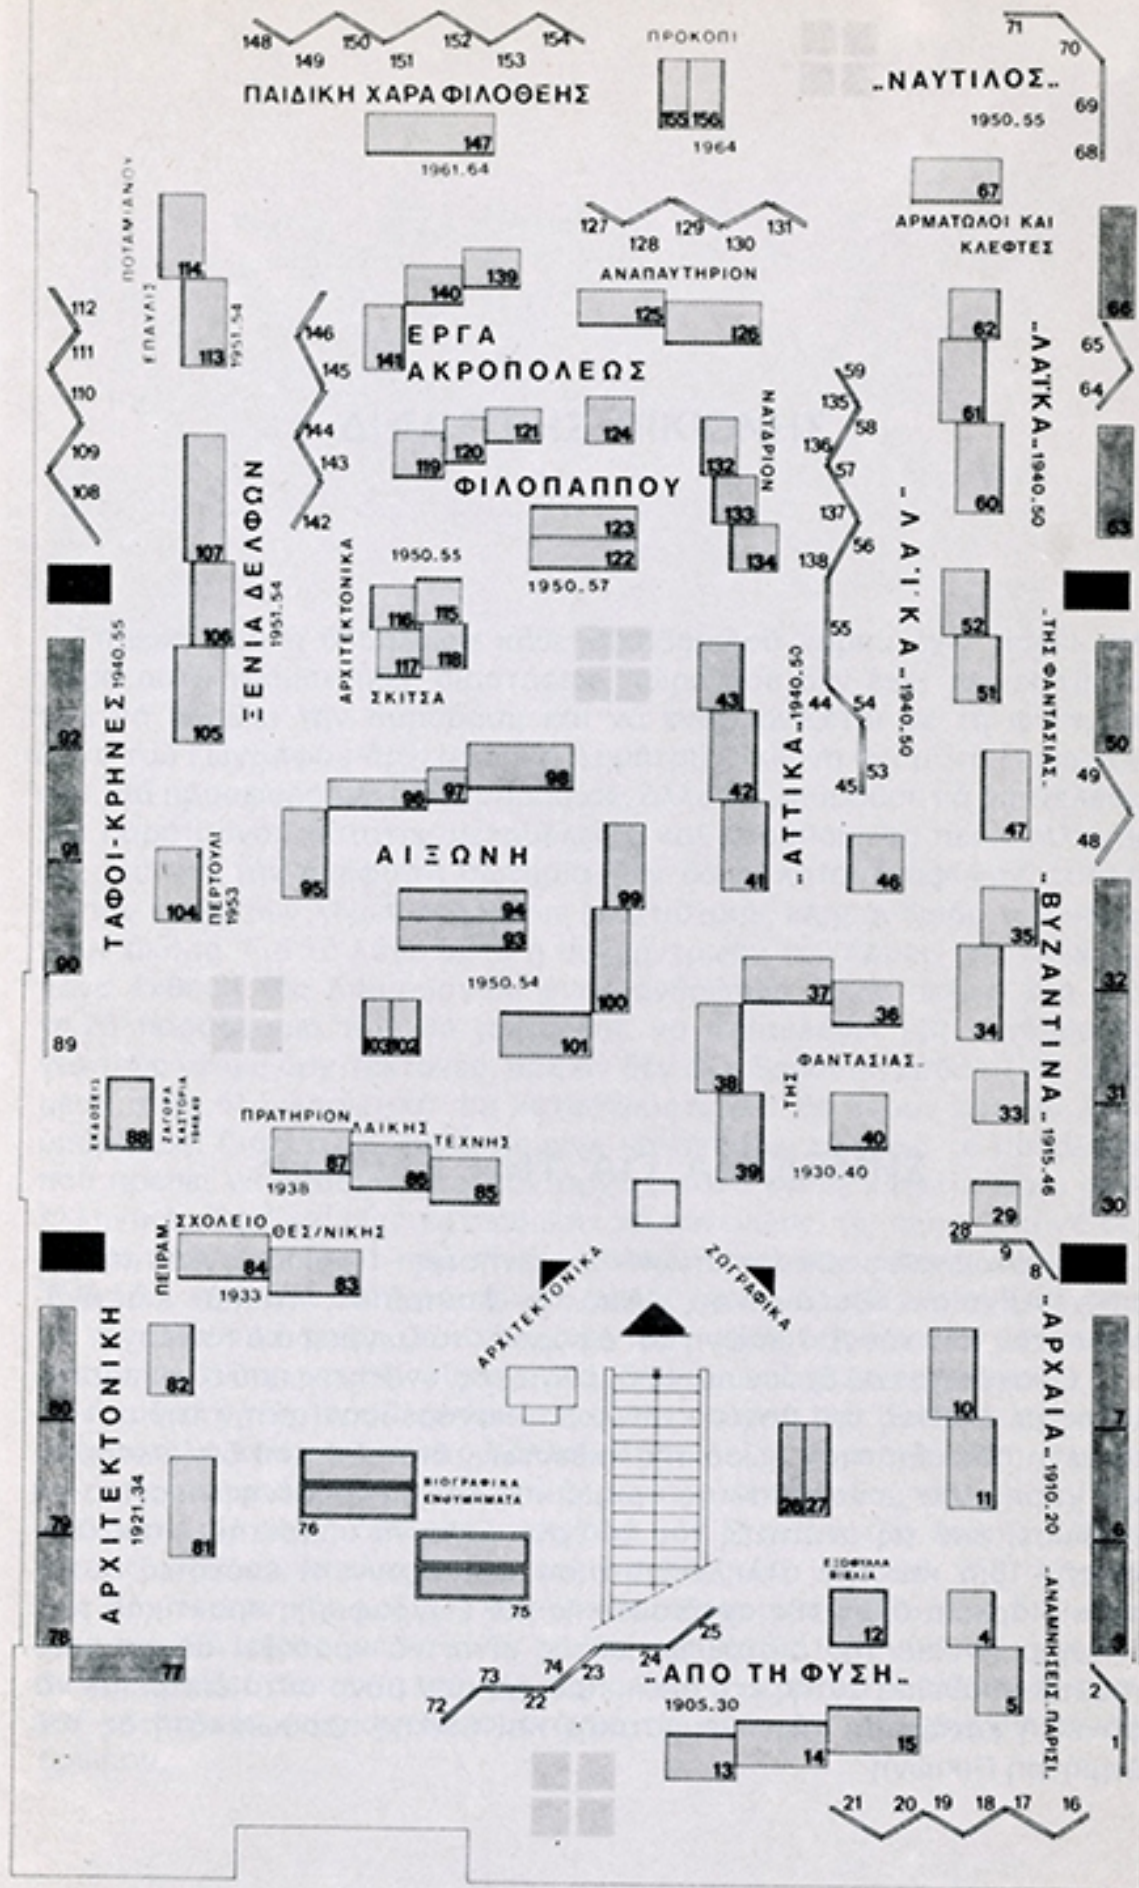 148 149 150 151 152 153 154
ΠΑΙΔΙΚΗ ΧΑΡΑ ΦΙΛΟΘΕΗΣ
147
1961.64
ΠΡΟΚΟΠΙ
155 156
1964
71 70 69 68
„ΝΑΥΤΙΛΟΣ„
1950.55
67
ΑΡΜΑΤΩΛΟΙ ΚΑΙ
ΚΛΕΦΤΕΣ
66
65 64
63
62
61
60
„ΛΑΪΚΑ„ 1940.50
ΠΟΤΑΜΙΑΝΟΥ
ΕΠΑΥΛΙΣ
114
113
1951.54
112 111 110 109 108
146 145 144 143 142
139
140
141
ΕΡΓΑ
ΑΚΡΟΠΟΛΕΩΣ
127 128 129 130 131
ΑΝΑΠΑΥΤΗΡΙΟΝ
125
126
119
120
121
124
ΦΙΛΟΠΑΠΠΟΥ
123
122
1950.57
ΝΑΥΔΡΙΟΝ
132
133
134
59 135 58 136 57 137 56 138 55 44 54 45 53
„ΛΑΪΚΑ„ 1940.50
107
106
105
ΞΕΝΙΑ ΔΕΛΦΩΝ
1951.54
ΑΡΧΙΤΕΚΤΟΝΙΚΑ
1950.55
116
115
117
118
ΣΚΙΤΣΑ
43
42
41
„ΑΤΤΙΚΑ„ 1940.50
46
52
51
„ΤΗΣ ΦΑΝΤΑΣΙΑΣ„
50
49 48
47
92
91
90
89
ΤΑΦΟΙ-ΚΡΗΝΕΣ 1940.55
104
ΠΕΡΤΟΥΛΙ
1953
95
96
97
98
ΑΙΞΩΝΗ
94
93
1950.54
99
100
101
103 102
37
36
38
39
„ΤΗΣ
ΦΑΝΤΑΣΙΑΣ„
40
1930.40
35
34
33
„ΒΥΖΑΝΤΙΝΑ„ 1915.46
32
31
30
29
28 9 8
ΕΚΔΟΣΕΙΣ
88
ΖΑΓΟΡΑ
ΚΑΣΤΟΡΙΑ
ΠΡΑΤΗΡΙΟΝ
ΛΑΙΚΗΣ
ΤΕΧΝΗΣ
87
86
85
1938
ΠΕΙΡΑΜ.
ΣΧΟΛΕΙΟ
ΘΕΣ/ΝΙΚΗΣ
84
83
1933
ΑΡΧΙΤΕΚΤΟΝΙΚΑ
ΖΩΓΡΑΦΙΚΑ
80
79
78
77
ΑΡΧΙΤΕΚΤΟΝΙΚΗ
1921.34
82
81
ΒΙΟΓΡΑΦΙΚΑ
ΕΝΘΥΜΗΜΑΤΑ
76
75
26 27
10
11
„ΑΡΧΑΙΑ„ 1910.20
7
6
3
ΕΞΩΦΥΛΛΑ
ΒΙΒΛΙΑ
12
4
5
„ΑΝΑΜΝΗΣΕΙΣ ΠΑΡΙΣΙ„
2 1
72 73 74 22 23 24 25
„ΑΠΟ ΤΗ ΦΥΣΗ„
1905.30
13
14
15
21 20 19 18 17 16